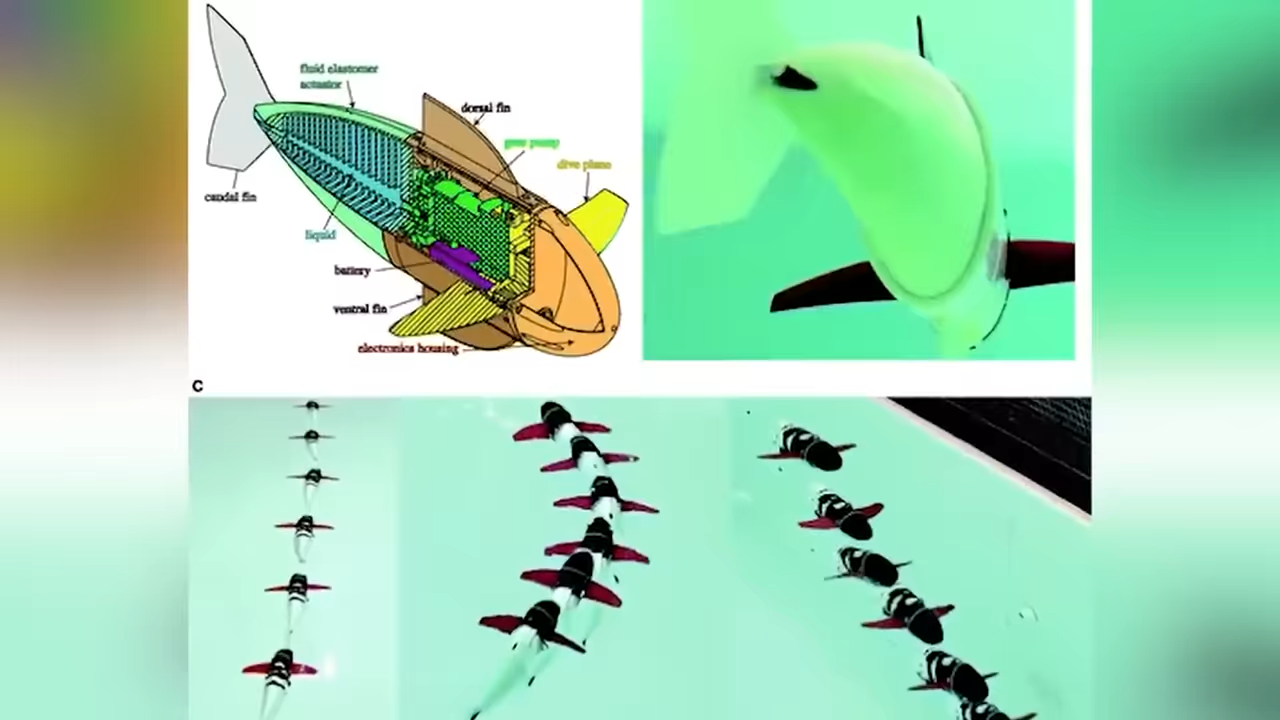 fluid elastomer
actuator
dorsal fin
gear pump
dive plane
caudal fin
liquid
battery
ventral fin
electronics housing
C